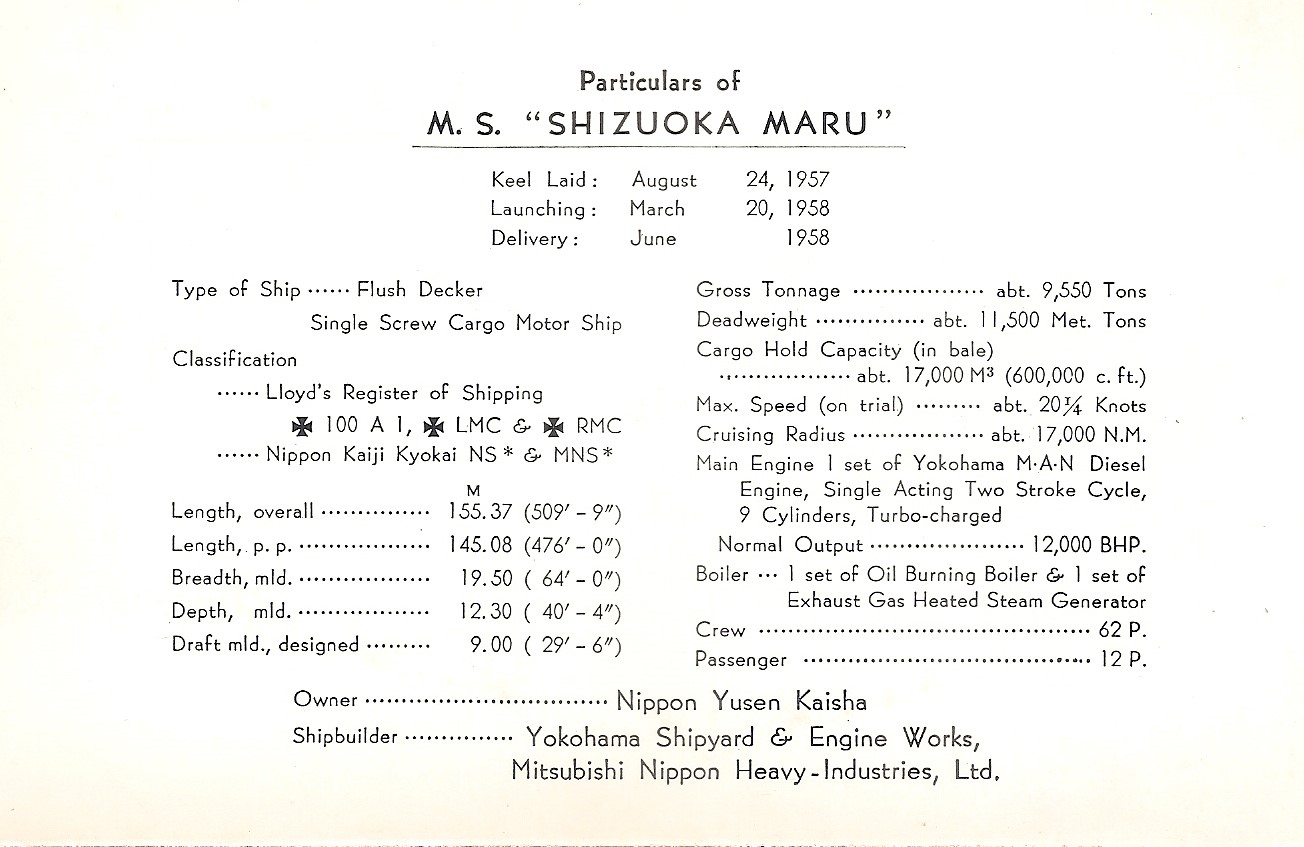 Particulars of
M. S. “SHIZUOKA MARU”
Keel Laid: August 24, 1957
Launching: March 20, 1958
Delivery: June 1958
Type of Ship ...... Flush Decker
Single Screw Cargo Motor Ship
Classification
...... Lloyd's Register of Shipping
✠ 100 A 1, ✠ LMC & ✠ RMC
...... Nippon Kaiji Kyokai NS* & MNS*
M
Length, overall ............... 155.37 (509′ – 9″)
Length, p. p. .................. 145.08 (476′ – 0″)
Breadth, mld. .................. 19.50 ( 64′ – 0″)
Depth, mld. .................. 12.30 ( 40′ – 4″)
Draft mld., designed ......... 9.00 ( 29′ – 6″)
Gross Tonnage .................. abt. 9,550 Tons
Deadweight ............... abt. 11,500 Met. Tons
Cargo Hold Capacity (in bale)
.................. abt. 17,000 M³ (600,000 c. ft.)
Max. Speed (on trial) ......... abt. 20¼ Knots
Cruising Radius .................. abt. 17,000 N.M.
Main Engine 1 set of Yokohama M·A·N Diesel
Engine, Single Acting Two Stroke Cycle,
9 Cylinders, Turbo-charged
Normal Output ..................... 12,000 BHP.
Boiler ... 1 set of Oil Burning Boiler & 1 set of
Exhaust Gas Heated Steam Generator
Crew ............................................... 62 P.
Passenger ......................................... 12 P.
Owner ................................. Nippon Yusen Kaisha
Shipbuilder ............... Yokohama Shipyard & Engine Works,
Mitsubishi Nippon Heavy-Industries, Ltd.